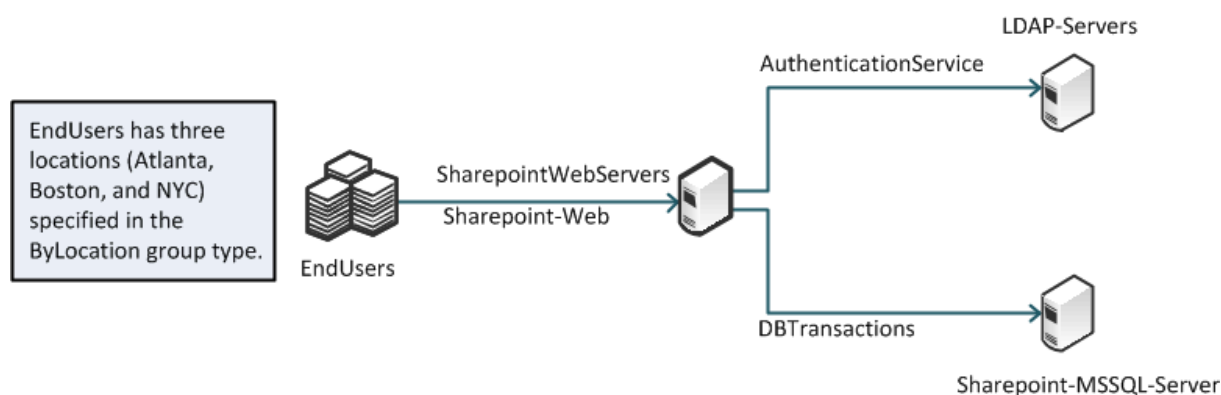 LDAP-Servers
AuthenticationService
EndUsers has three
locations (Atlanta,
Boston, and NYC)
specified in the
ByLocation group type.
SharepointWebServers
Sharepoint-Web
EndUsers
DBTransactions
Sharepoint-MSSQL-Server